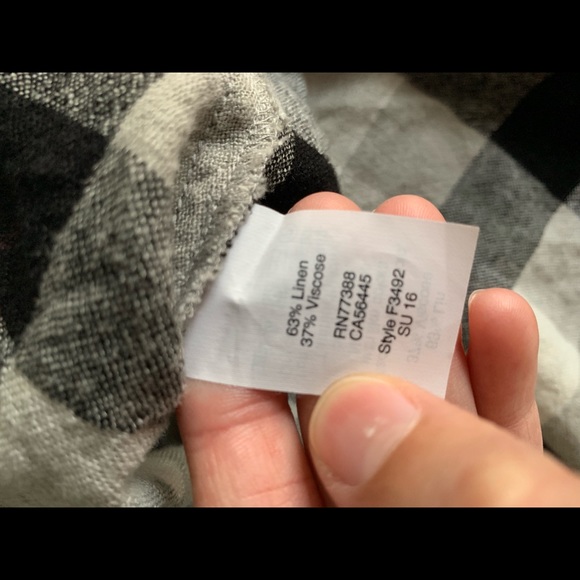 63% Linen
37% Viscose
RN77388
CA56445
Style F3492
SU 16